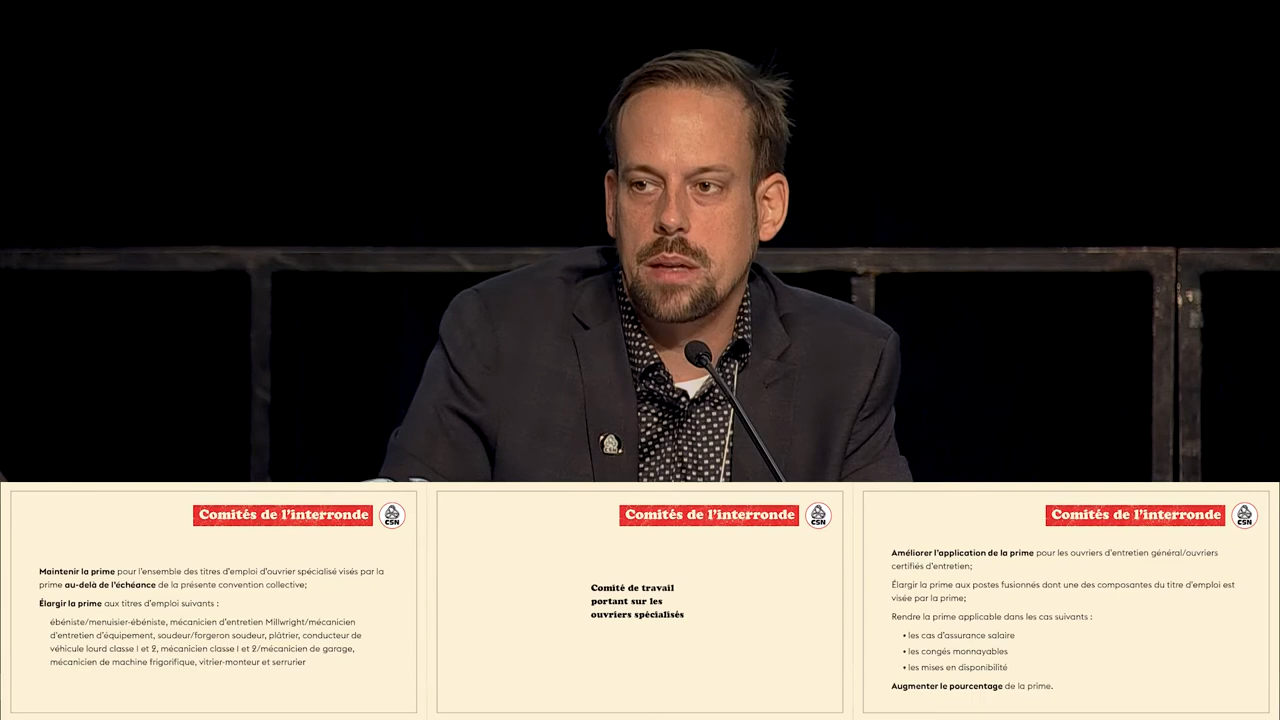 CSN
Comités de l'interronde
CSN
Maintenir la prime pour l'ensemble des titres d'emploi d'ouvrier spécialisé visés par la
prime au-delà de l'échéance de la présente convention collective;
Élargir la prime aux titres d'emploi suivants :
ébéniste/menuisier-ébéniste, mécanicien d'entretien Millwright/mécanicien
d'entretien d'équipement, soudeur/forgeron soudeur, plâtrier, conducteur de
véhicule lourd classe I et 2, mécanicien classe I et 2/mécanicien de garage,
mécanicien de machine frigorifique, vitrier-monteur et serrurier
Comités de l'interronde
CSN
Comité de travail
portant sur les
ouvriers spécialisés
Comités de l'interronde
CSN
Améliorer l'application de la prime pour les ouvriers d'entretien général/ouvriers
certifiés d'entretien;
Élargir la prime aux postes fusionnés dont une des composantes du titre d'emploi est
visée par la prime;
Rendre la prime applicable dans les cas suivants :
• les cas d'assurance salaire
• les congés monnayables
• les mises en disponibilité
Augmenter le pourcentage de la prime.